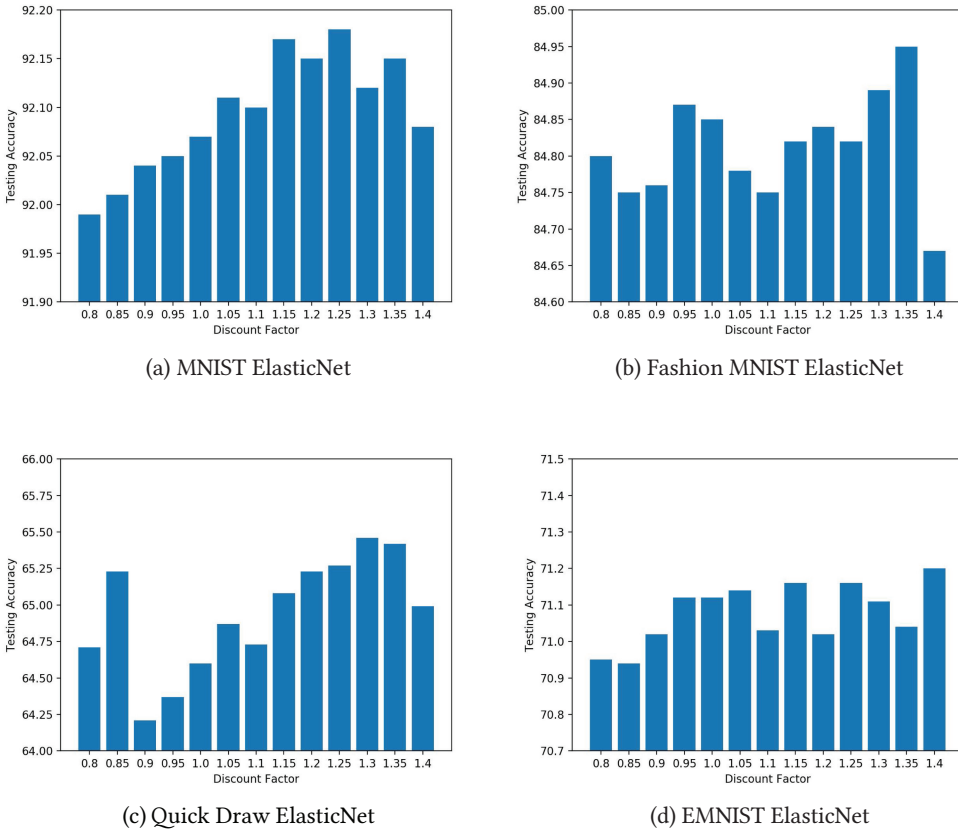 92.20
92.15
92.10
92.05
92.00
91.95
91.90
Testing Accuracy
0.8 0.85 0.9 0.95 1.0 1.05 1.1 1.15 1.2 1.25 1.3 1.35 1.4
Discount Factor
(a) MNIST ElasticNet
85.00
84.95
84.90
84.85
84.80
84.75
84.70
84.65
84.60
Testing Accuracy
0.8 0.85 0.9 0.95 1.0 1.05 1.1 1.15 1.2 1.25 1.3 1.35 1.4
Discount Factor
(b) Fashion MNIST ElasticNet
66.00
65.75
65.50
65.25
65.00
64.75
64.50
64.25
64.00
Testing Accuracy
0.8 0.85 0.9 0.95 1.0 1.05 1.1 1.15 1.2 1.25 1.3 1.35 1.4
Discount Factor
(c) Quick Draw ElasticNet
71.5
71.4
71.3
71.2
71.1
71.0
70.9
70.8
70.7
Testing Accuracy
0.8 0.85 0.9 0.95 1.0 1.05 1.1 1.15 1.2 1.25 1.3 1.35 1.4
Discount Factor
(d) EMNIST ElasticNet